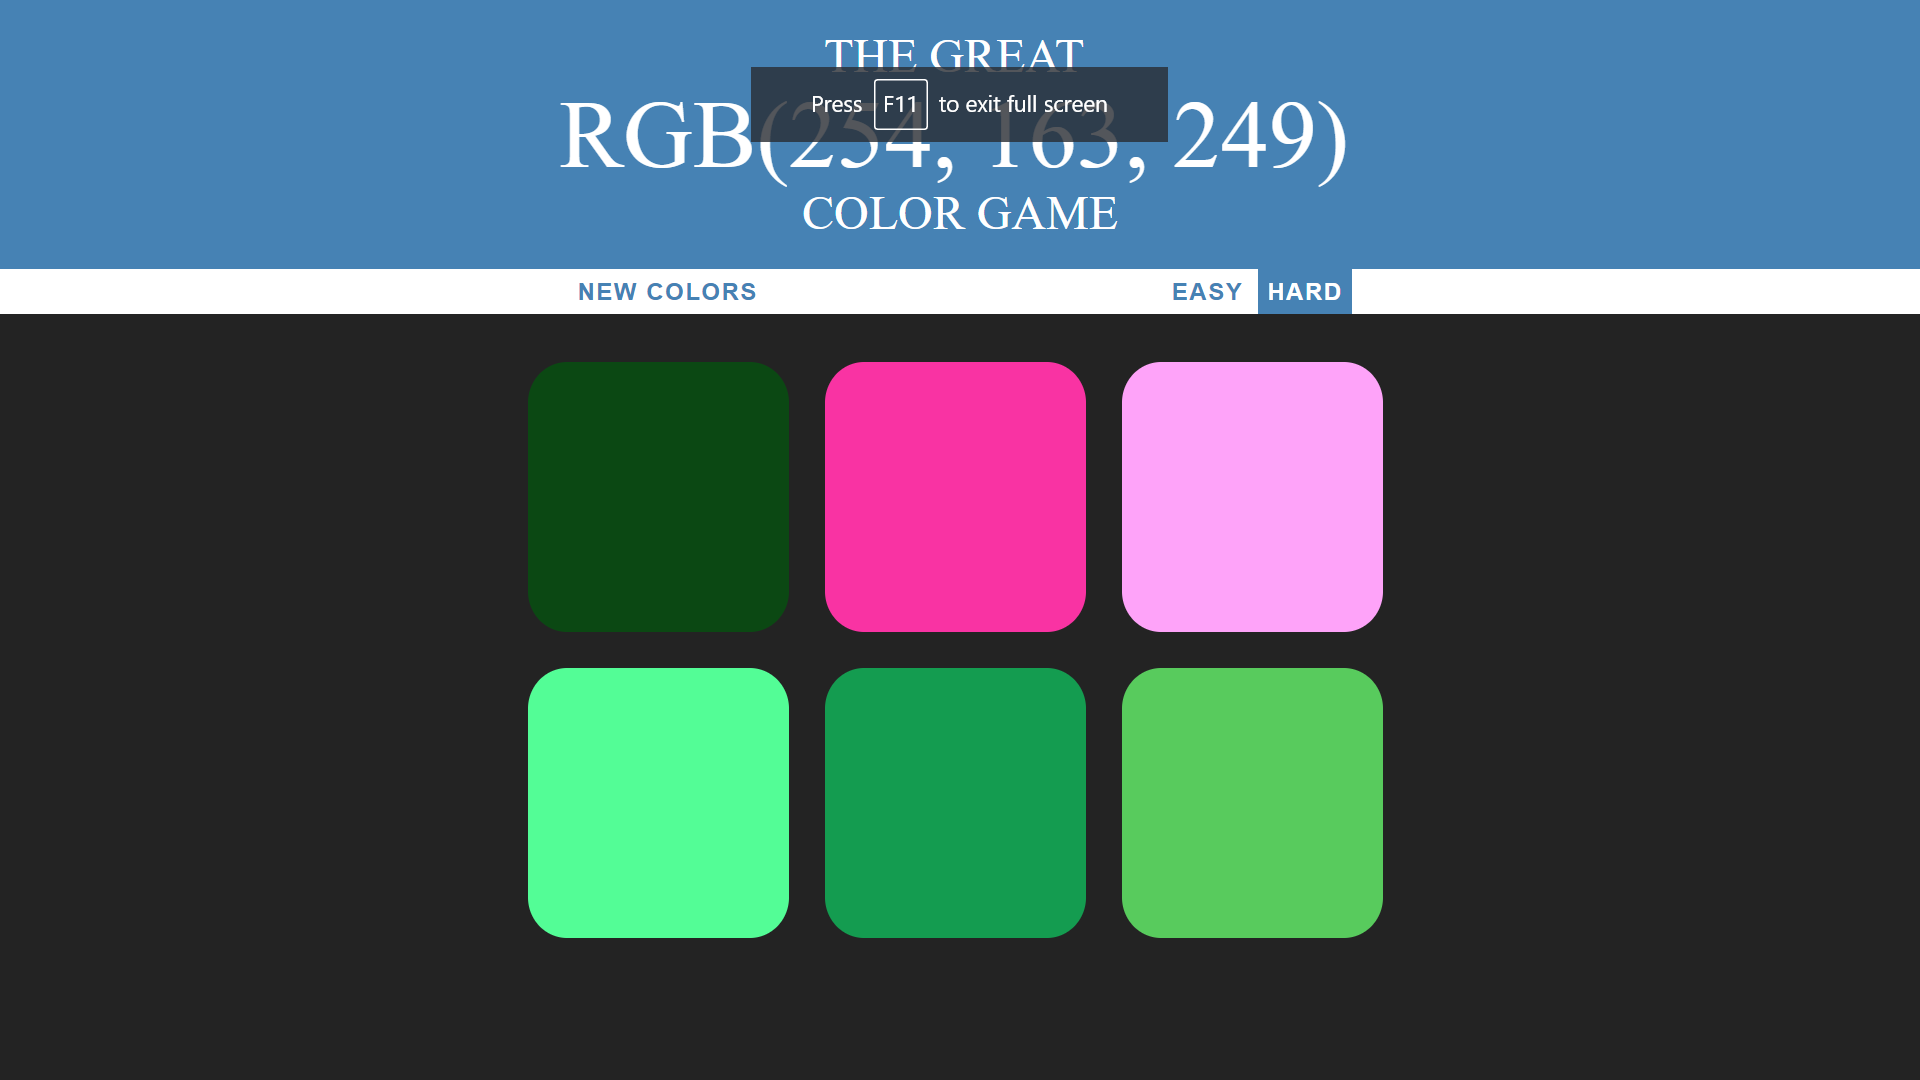 THE GREAT
Press F11 to exit full screen
RGB(254, 163, 249)
COLOR GAME
NEW COLORS EASY HARD